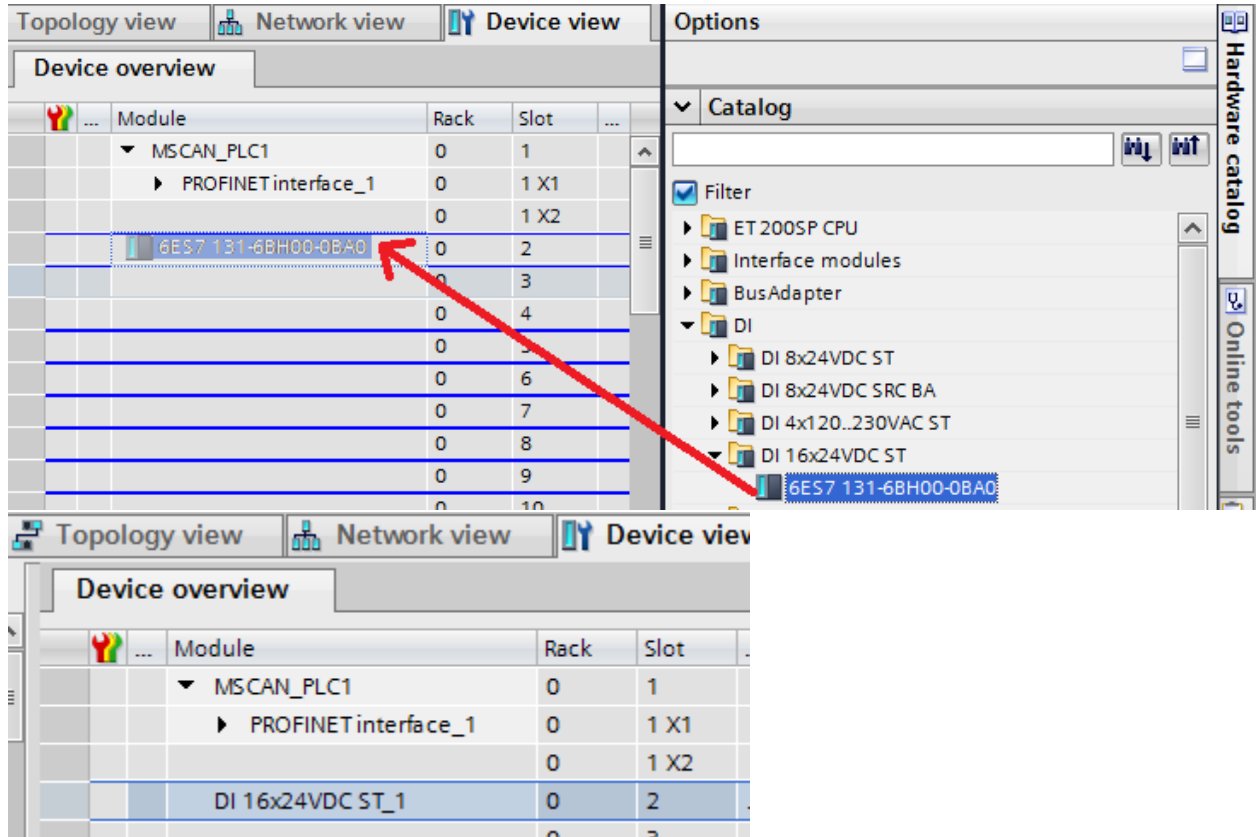 Topology view Network view Device view
Device overview
... Module Rack Slot ...
MSCAN_PLC1 0 1
PROFINET interface_1 0 1 X1
0 1 X2
6ES7 131-6BH00-0BA0 0 2
0 3
0 4
0 5
0 6
0 7
0 8
0 9
0 10
Options
Catalog
Filter
ET 200SP CPU
Interface modules
BusAdapter
DI
DI 8x24VDC ST
DI 8x24VDC SRC BA
DI 4x120..230VAC ST
DI 16x24VDC ST
6ES7 131-6BH00-0BA0
Hardware catalog
Online tools
Topology view Network view Device view
Device overview
... Module Rack Slot
MSCAN_PLC1 0 1
PROFINET interface_1 0 1 X1
0 1 X2
DI 16x24VDC ST_1 0 2
0 3